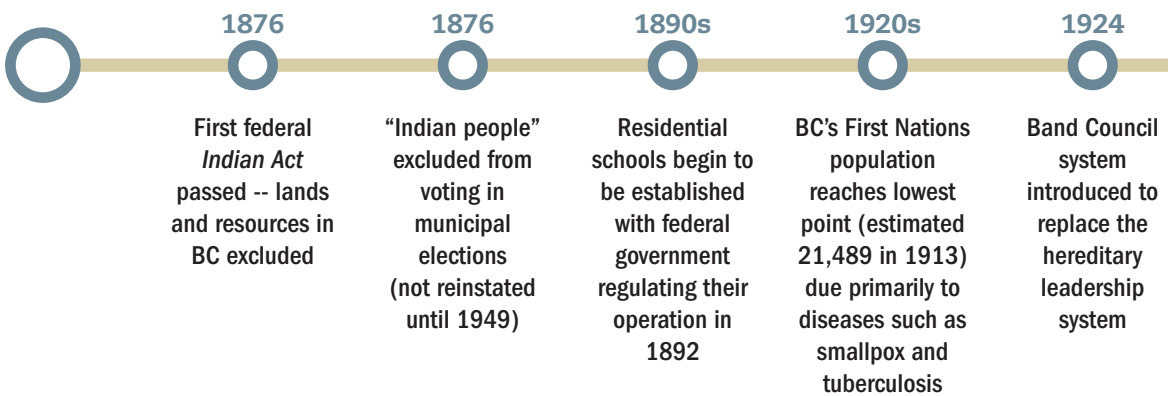 1876
First federal
Indian Act
passed -- lands
and resources in
BC excluded
1876
“Indian people”
excluded from
voting in
municipal
elections
(not reinstated
until 1949)
1890s
Residential
schools begin to
be established
with federal
government
regulating their
operation in
1892
1920s
BC’s First Nations
population
reaches lowest
point (estimated
21,489 in 1913)
due primarily to
diseases such as
smallpox and
tuberculosis
1924
Band Council
system
introduced to
replace the
hereditary
leadership
system